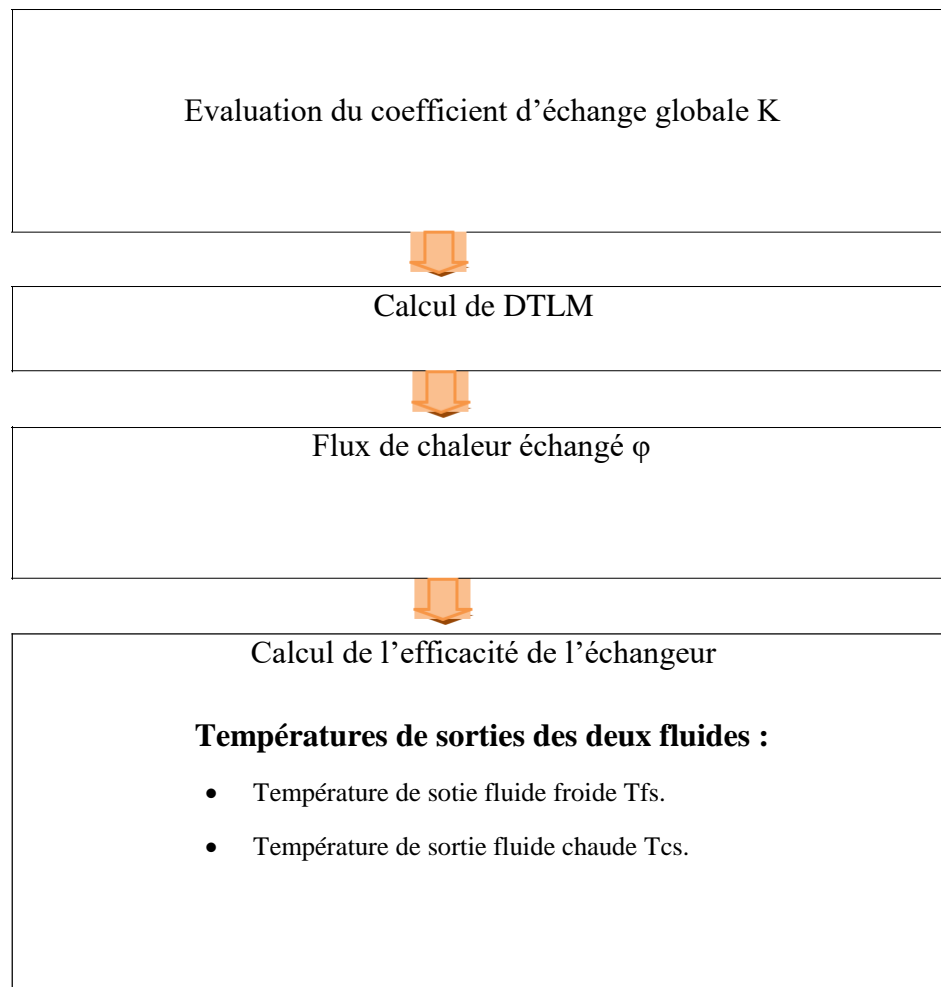 Evaluation du coefficient d’échange globale K
Calcul de DTLM
Flux de chaleur échangé φ
Calcul de l’efficacité de l’échangeur
Températures de sorties des deux fluides :
• Température de sotie fluide froide Tfs.
• Température de sortie fluide chaude Tcs.